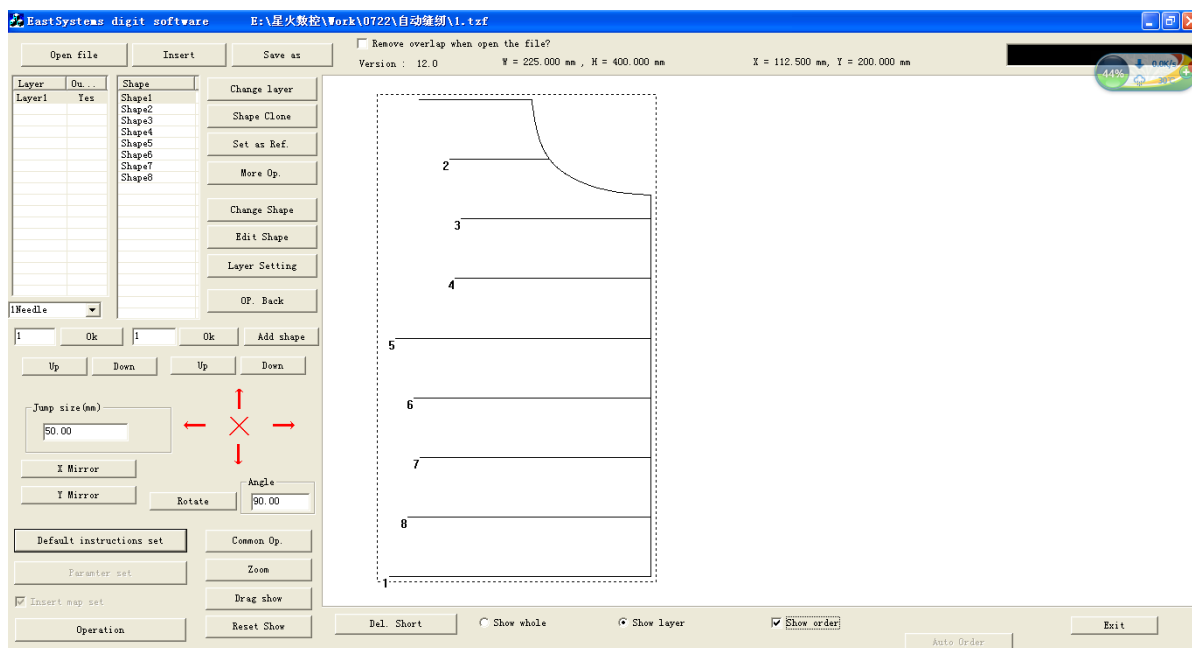 EastSystems digit software E:\星火数控\Work\0722\自动缝纫\1.tzf
Open file Insert Save as
Remove overlap when open the file?
Version : 12.0 W = 225.000 mm , H = 400.000 mm X = 112.500 mm, Y = 200.000 mm
44% 0.0K/s
30℃
Layer Ou... Shape
Layer1 Yes Shape1
Shape2
Shape3
Shape4
Shape5
Shape6
Shape7
Shape8
Change layer
Shape Clone
Set as Ref.
More Op.
Change Shape
Edit Shape
Layer Setting
OP. Back
1Needle
1 Ok 1 Ok Add shape
Up Down Up Down
Jump size(mm)
50.00
X Mirror
Y Mirror
Rotate
Angle
90.00
Default instructions set Common Op.
Paramter set Zoom
Insert map set Drag show
Operation Reset Show
2
3
4
5
6
7
8
1
Del. Short Show whole Show layer Show order Auto Order Exit